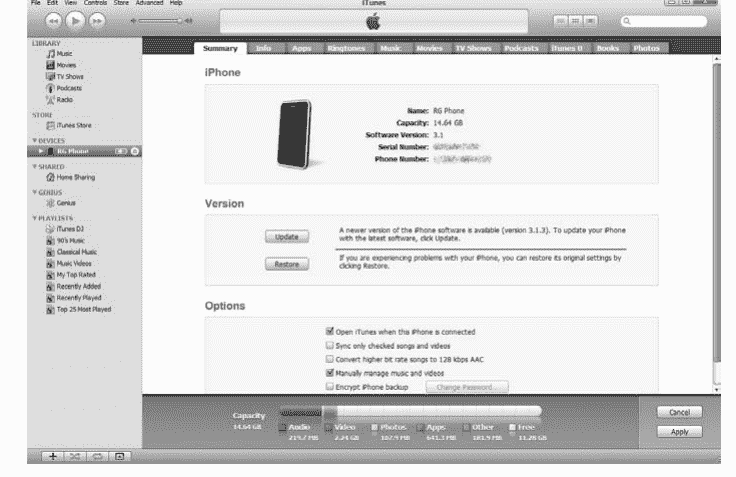 File Edit View Controls Store Advanced Help
iTunes
LIBRARY
Music
Movies
TV Shows
Podcasts
Radio
STORE
iTunes Store
DEVICES
RG Phone
SHARED
Home Sharing
GENIUS
Genius
PLAYLISTS
iTunes DJ
90's Music
Classical Music
Music Videos
My Top Rated
Recently Added
Recently Played
Top 25 Most Played
Summary Info Apps Ringtones Music Movies TV Shows Podcasts iTunes U Books Photos
iPhone
Name: RG Phone
Capacity: 14.64 GB
Software Version: 3.1
Serial Number:
Phone Number:
Version
Update
A newer version of the iPhone software is available (version 3.1.3). To update your iPhone
with the latest software, click Update.
Restore
If you are experiencing problems with your iPhone, you can restore its original settings by
clicking Restore.
Options
Open iTunes when this iPhone is connected
Sync only checked songs and videos
Convert higher bit rate songs to 128 kbps AAC
Manually manage music and videos
Encrypt iPhone backup Change Password...
Capacity
14.64 GB
Audio Video Photos Apps Other Free
2.24 GB 641.3 MB 11.28 GB
Cancel
Apply